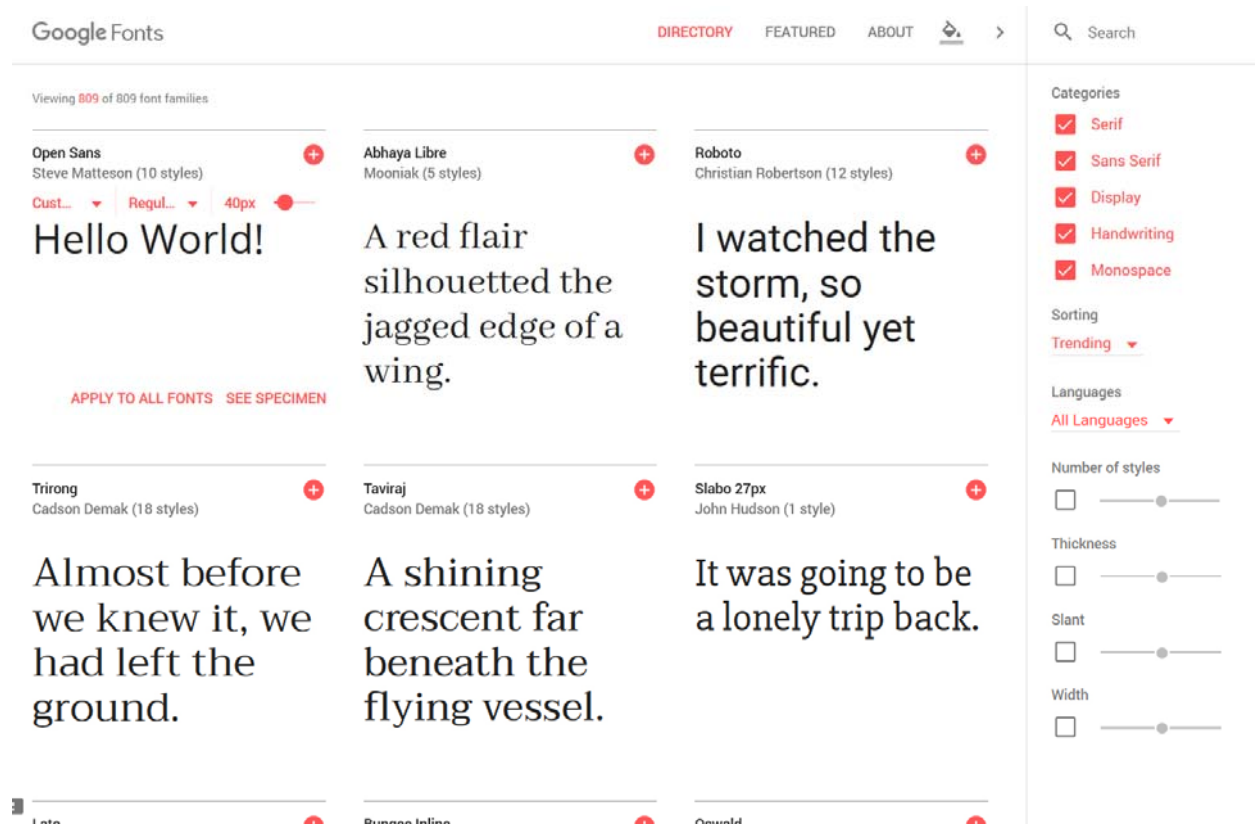 Google Fonts
DIRECTORY FEATURED ABOUT
Search
Viewing 809 of 809 font families
Open Sans
Steve Matteson (10 styles)
Cust... Regul... 40px
Hello World!
APPLY TO ALL FONTS SEE SPECIMEN
Abhaya Libre
Mooniak (5 styles)
A red flair
silhouetted the
jagged edge of a
wing.
Roboto
Christian Robertson (12 styles)
I watched the
storm, so
beautiful yet
terrific.
Trirong
Cadson Demak (18 styles)
Almost before
we knew it, we
had left the
ground.
Taviraj
Cadson Demak (18 styles)
A shining
crescent far
beneath the
flying vessel.
Slabo 27px
John Hudson (1 style)
It was going to be
a lonely trip back.
Lato
Bungee Inline
Oswald
Categories
Serif
Sans Serif
Display
Handwriting
Monospace
Sorting
Trending
Languages
All Languages
Number of styles
Thickness
Slant
Width